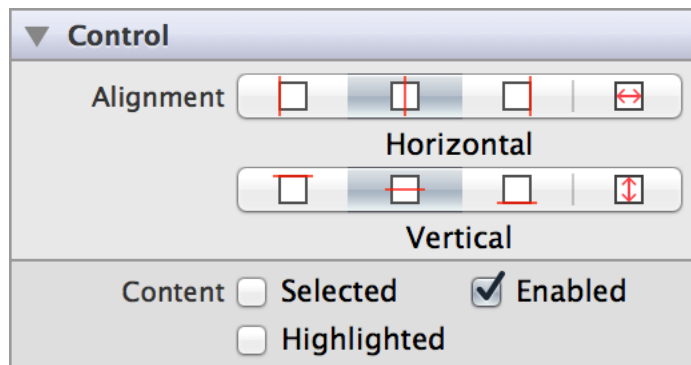 Control
Alignment
Horizontal
Vertical
Content Selected Enabled
Highlighted